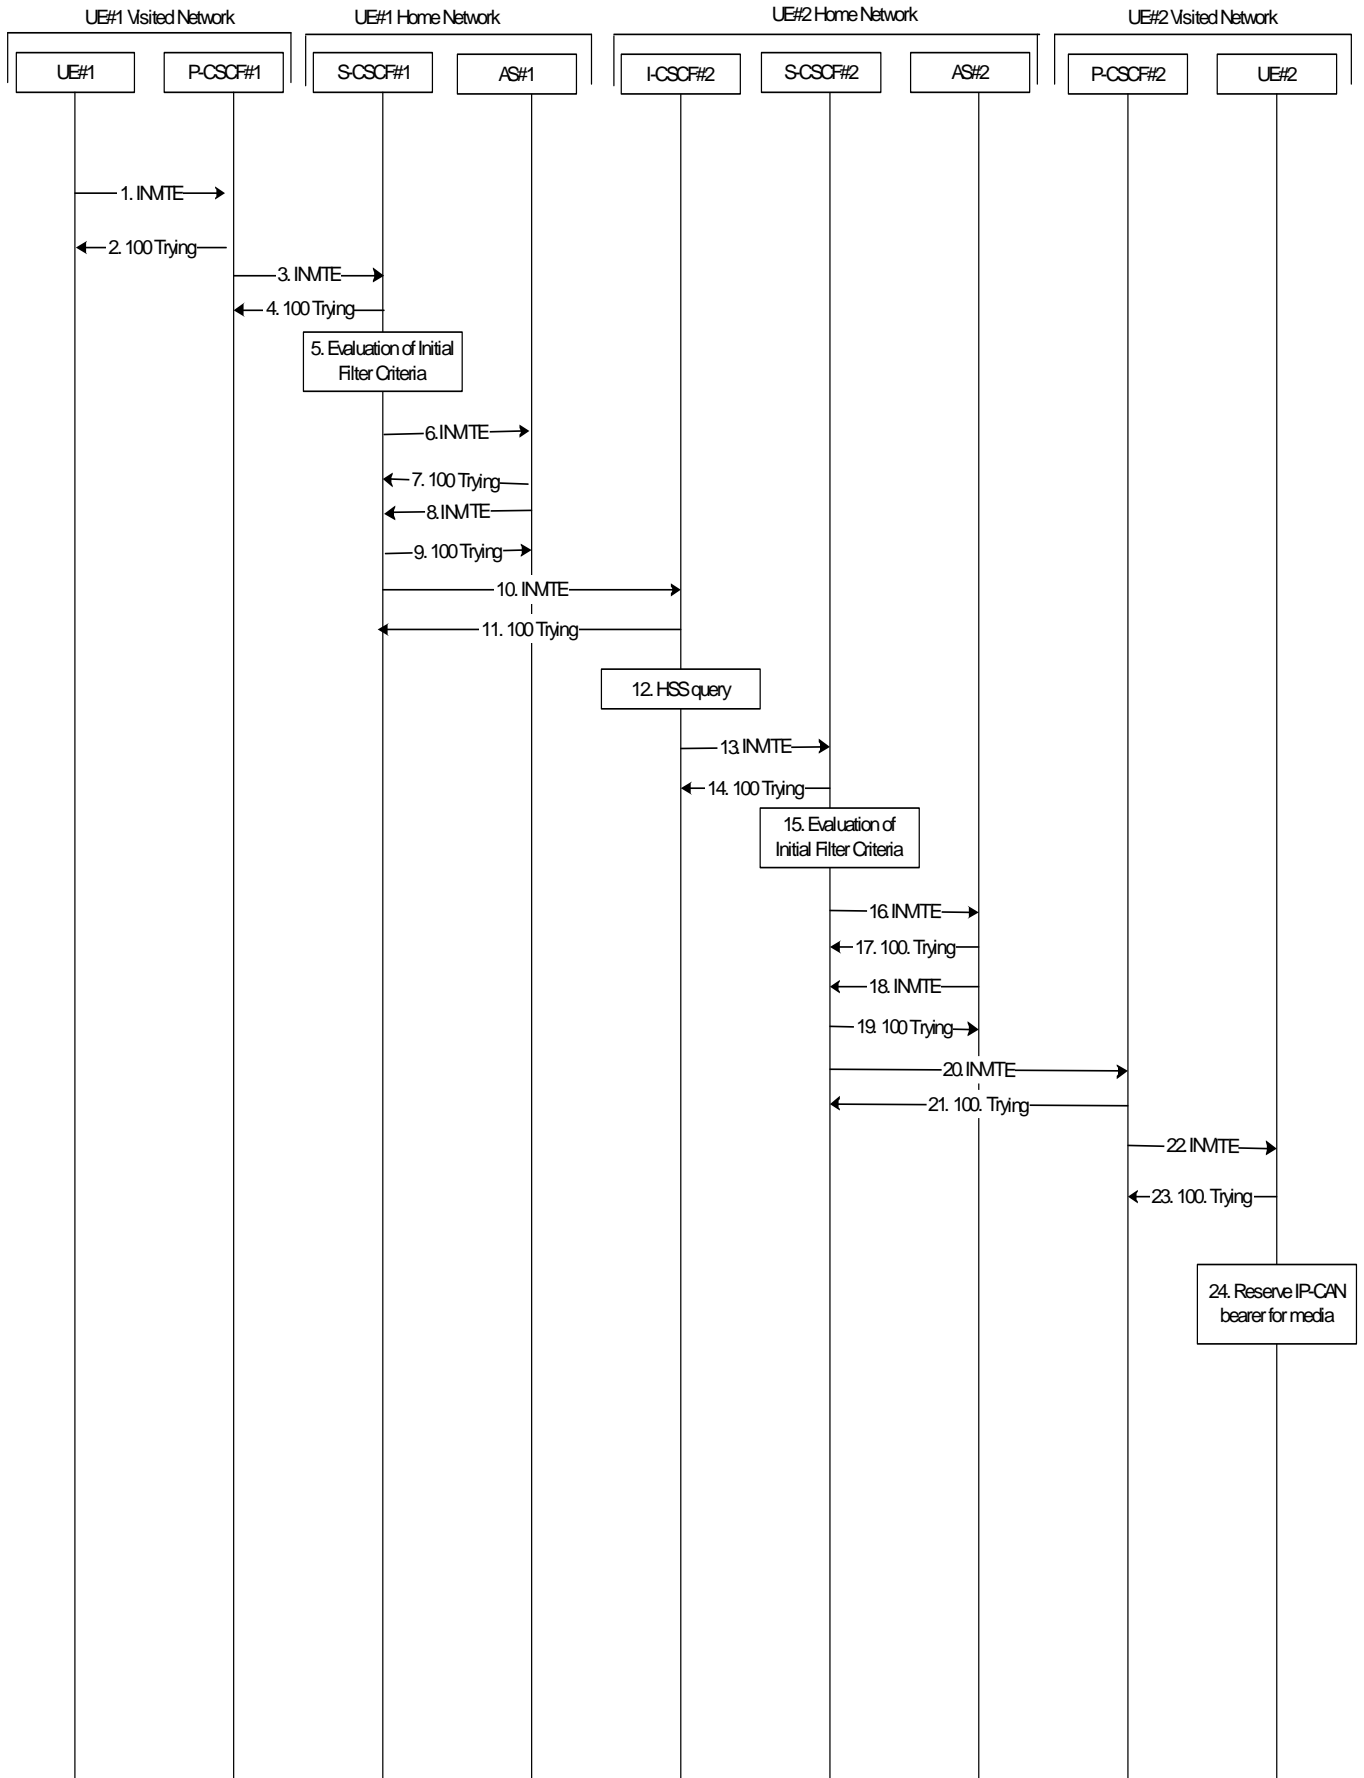 UE#1 Visited Network
UE#1 Home Network
UE#2 Home Network
UE#2 Visited Network
UE#1
P-CSCF#1
S-CSCF#1
AS#1
I-CSCF#2
S-CSCF#2
AS#2
P-CSCF#2
UE#2
1. INVITE
2. 100 Trying
3. INVITE
4. 100 Trying
5. Evaluation of Initial
Filter Criteria
6. INVITE
7. 100 Trying
8. INVITE
9. 100 Trying
10. INVITE
11. 100 Trying
12. HSS query
13. INVITE
14. 100 Trying
15. Evaluation of
Initial Filter Criteria
16. INVITE
17. 100. Trying
18. INVITE
19. 100 Trying
20. INVITE
21. 100. Trying
22. INVITE
23. 100. Trying
24. Reserve IP-CAN
bearer for media